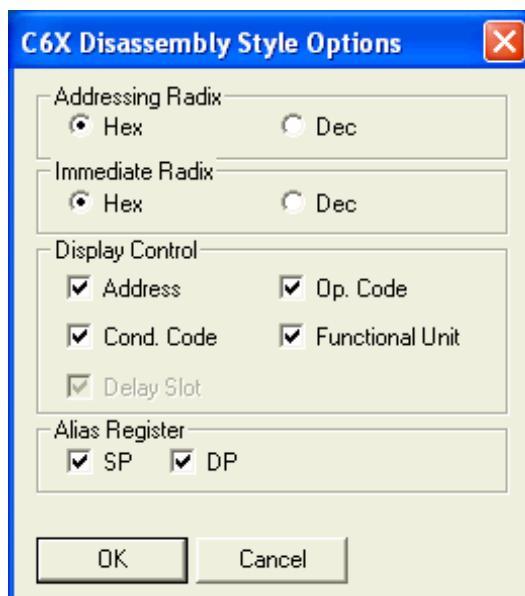 C6X Disassembly Style Options
Addressing Radix
Hex Dec
Immediate Radix
Hex Dec
Display Control
Address Op. Code
Cond. Code Functional Unit
Delay Slot
Alias Register
SP DP
OK Cancel